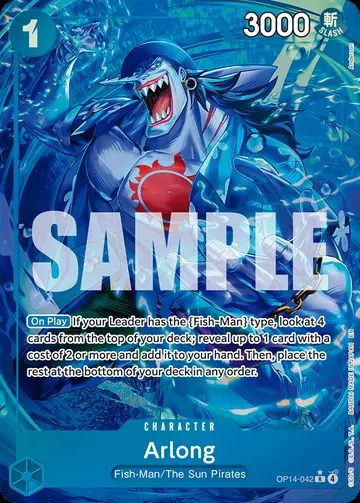 1
3000
斬
SLASH
SAMPLE
On Play If your Leader has the {Fish-Man} type, look at 4
cards from the top of your deck; reveal up to 1 card with a
cost of 2 or more and add it to your hand. Then, place the
rest at the bottom of your deck in any order.
CHARACTER
Arlong
Fish-Man/The Sun Pirates
OP14-042 R 4